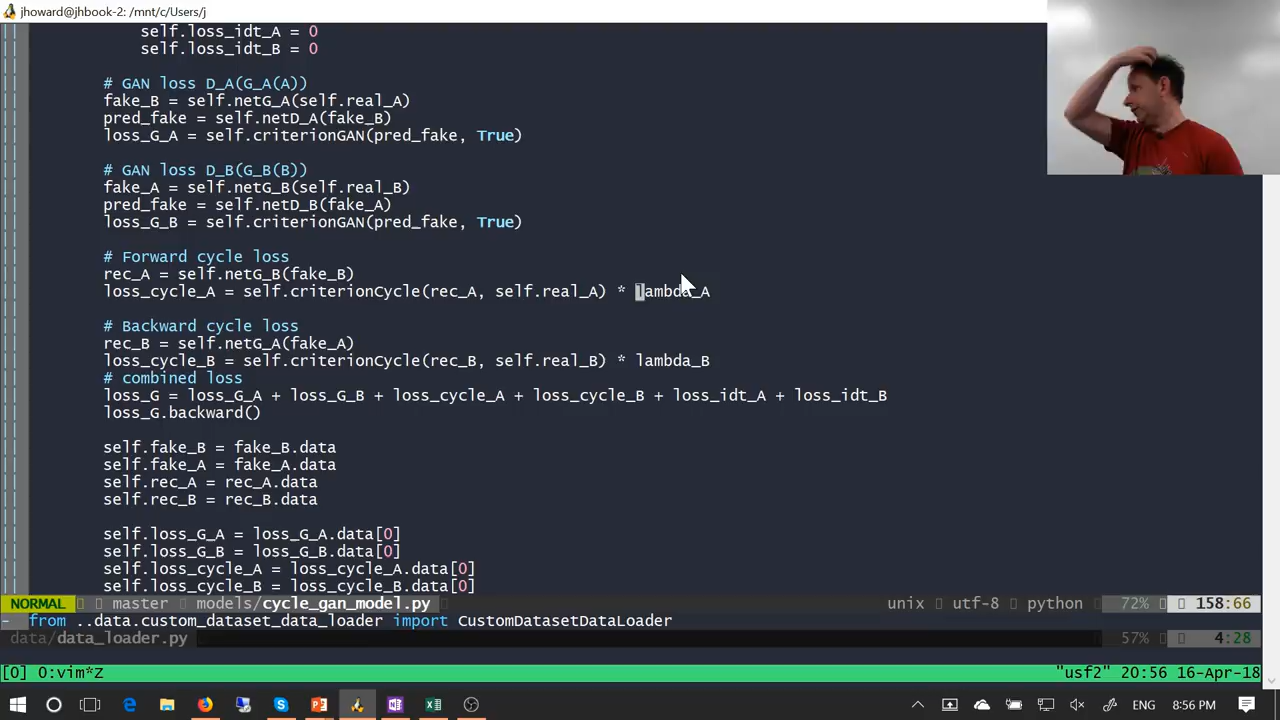 jhoward@jhbook-2: /mnt/c/Users/j
self.loss_idt_A = 0
self.loss_idt_B = 0
# GAN loss D_A(G_A(A))
fake_B = self.netG_A(self.real_A)
pred_fake = self.netD_A(fake_B)
loss_G_A = self.criterionGAN(pred_fake, True)
# GAN loss D_B(G_B(B))
fake_A = self.netG_B(self.real_B)
pred_fake = self.netD_B(fake_A)
loss_G_B = self.criterionGAN(pred_fake, True)
# Forward cycle loss
rec_A = self.netG_B(fake_B)
loss_cycle_A = self.criterionCycle(rec_A, self.real_A) * lambda_A
# Backward cycle loss
rec_B = self.netG_A(fake_A)
loss_cycle_B = self.criterionCycle(rec_B, self.real_B) * lambda_B
# combined loss
loss_G = loss_G_A + loss_G_B + loss_cycle_A + loss_cycle_B + loss_idt_A + loss_idt_B
loss_G.backward()
self.fake_B = fake_B.data
self.fake_A = fake_A.data
self.rec_A = rec_A.data
self.rec_B = rec_B.data
self.loss_G_A = loss_G_A.data[0]
self.loss_G_B = loss_G_B.data[0]
self.loss_cycle_A = loss_cycle_A.data[0]
self.loss_cycle_B = loss_cycle_B.data[0]
NORMAL master models/cycle_gan_model.py unix utf-8 python 72% 158:66
- from ..data.custom_dataset_data_loader import CustomDatasetDataLoader
data/data_loader.py 57% 4:28
[0] 0:vim*Z "usf2" 20:56 16-Apr-18
ENG 8:56 PM